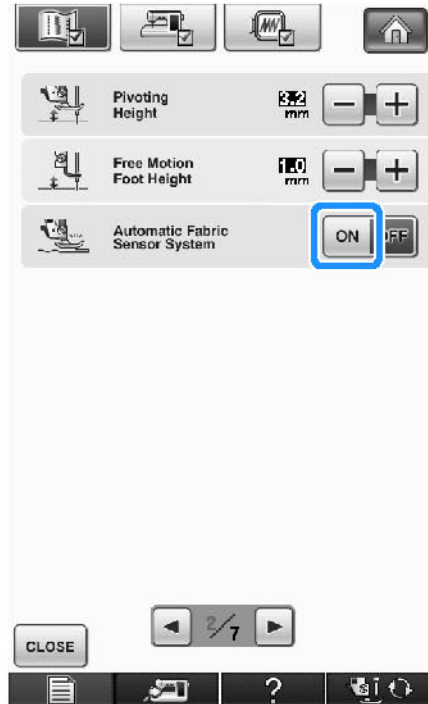 Pivoting
Height
3.2
mm
Free Motion
Foot Height
1.0
mm
Automatic Fabric
Sensor System
ON
OFF
2/7
CLOSE
?